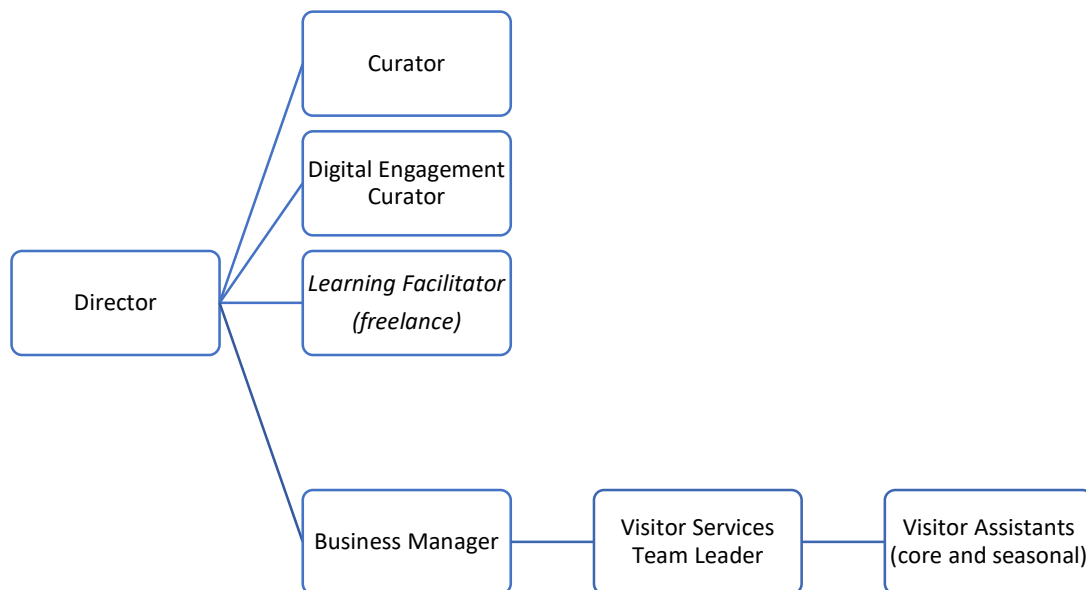 Curator
Digital Engagement
Curator
Director
Learning Facilitator
(freelance)
Business Manager
Visitor Services
Team Leader
Visitor Assistants
(core and seasonal)